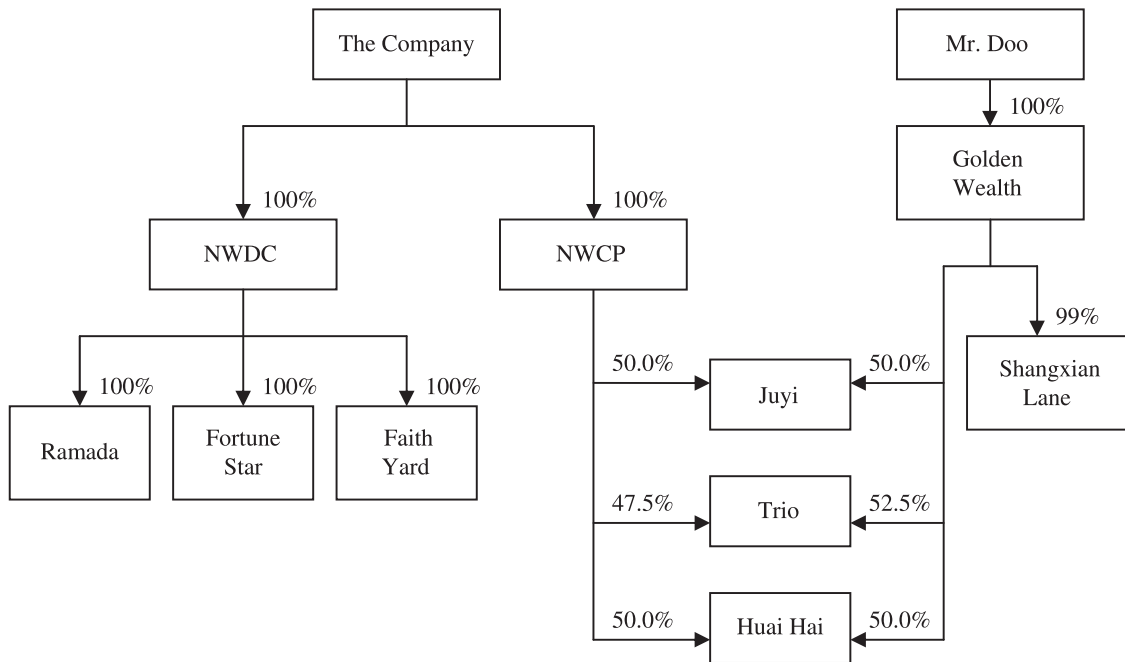 The Company
Mr. Doo
100%
Golden
Wealth
100%
100%
NWDC
NWCP
99%
Shangxian
Lane
50.0%
50.0%
Juyi
100%
100%
100%
Ramada
Fortune
Star
Faith
Yard
47.5%
52.5%
Trio
50.0%
50.0%
Huai Hai